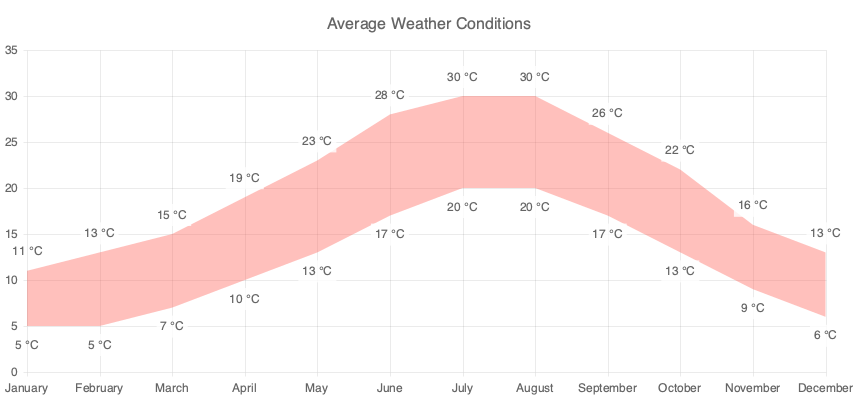 Average Weather Conditions
35
30
25
20
15
10
5
0
11 °C
13 °C
15 °C
19 °C
23 °C
28 °C
30 °C
30 °C
26 °C
22 °C
16 °C
13 °C
5 °C
5 °C
7 °C
10 °C
13 °C
17 °C
20 °C
20 °C
17 °C
13 °C
9 °C
6 °C
January February March April May June July August September October November December